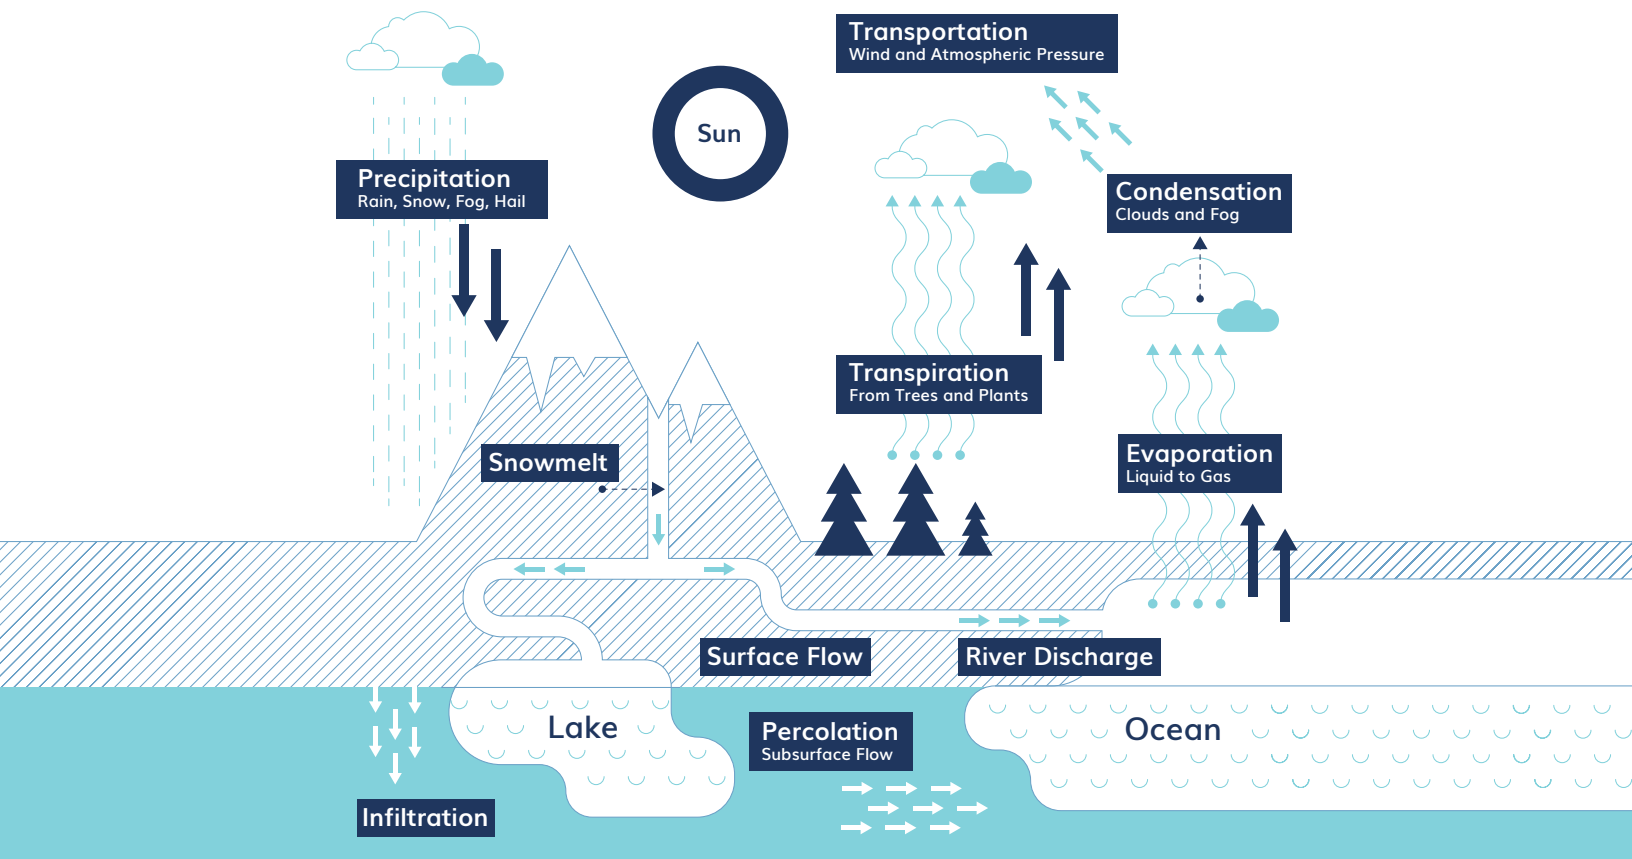 Transportation
Wind and Atmospheric Pressure
Sun
Precipitation
Rain, Snow, Fog, Hail
Condensation
Clouds and Fog
Transpiration
From Trees and Plants
Snowmelt
Evaporation
Liquid to Gas
Surface Flow
River Discharge
Lake
Percolation
Subsurface Flow
Ocean
Infiltration